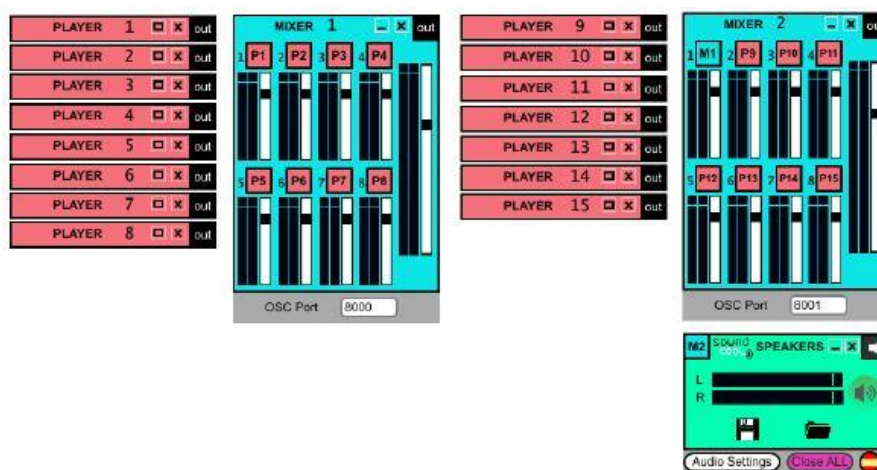 PLAYER 1 out
PLAYER 2 out
PLAYER 3 out
PLAYER 4 out
PLAYER 5 out
PLAYER 6 out
PLAYER 7 out
PLAYER 8 out
MIXER 1 out
1 P1 2 P2 3 P3 4 P4
5 P5 6 P6 7 P7 8 P8
OSC Port 8000
PLAYER 9 out
PLAYER 10 out
PLAYER 11 out
PLAYER 12 out
PLAYER 13 out
PLAYER 14 out
PLAYER 15 out
MIXER 2
1 M1 2 P9 3 P10 4 P11
5 P12 6 P13 7 P14 8 P15
OSC Port 8001
M2 sound COOL® SPEAKERS
L
R
Audio Settings Close ALL